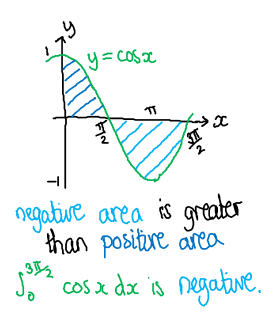 y
1
y = cos x
π
x
π/2
3π/2
-1
negative area is greater
than positive area
∫₀^3π/2 cos x dx is negative.